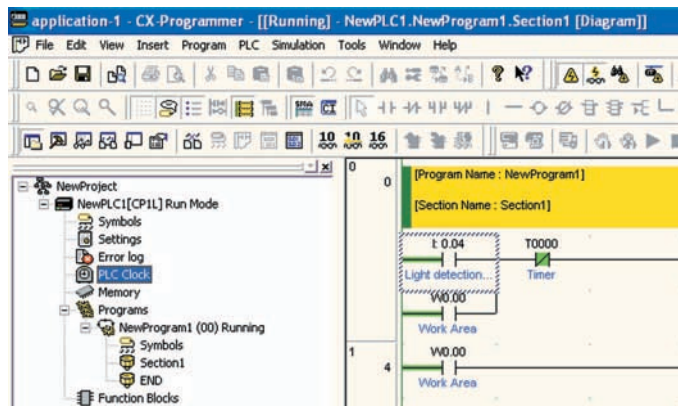 application-1 - CX-Programmer - [[Running] - NewPLC1.NewProgram1.Section1 [Diagram]]
File Edit View Insert Program PLC Simulation Tools Window Help
10 10 16
NewProject
NewPLC1[CP1L] Run Mode
Symbols
Settings
Error log
PLC Clock
Memory
Programs
NewProgram1 (00) Running
Symbols
Section1
END
Function Blocks
0
0
[Program Name : NewProgram1]
[Section Name : Section1]
I: 0.04 T0000
Light detection... Timer
W0.00
Work Area
1
4
W0.00
Work Area